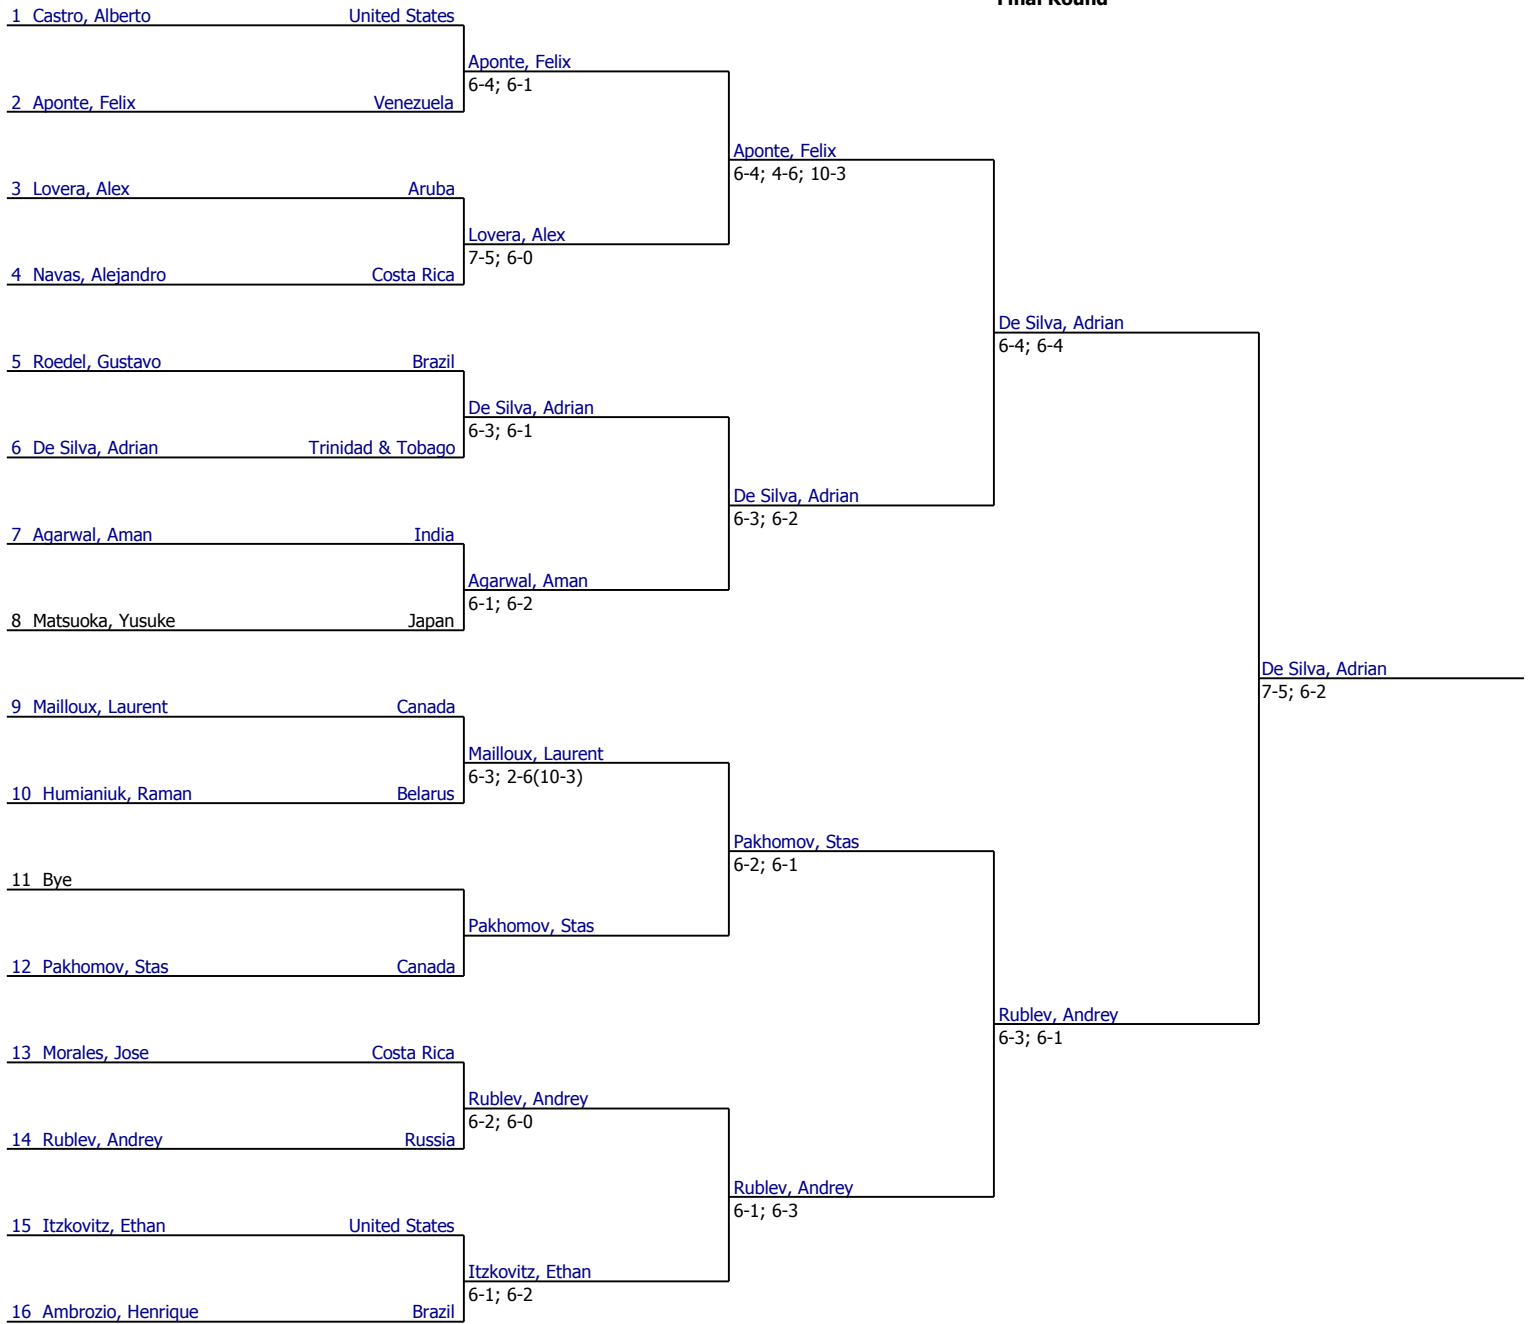 Final Round
1 Castro, Alberto United States
Aponte, Felix
6-4; 6-1
2 Aponte, Felix Venezuela
Aponte, Felix
6-4; 4-6; 10-3
3 Lovera, Alex Aruba
Lovera, Alex
7-5; 6-0
4 Navas, Alejandro Costa Rica
De Silva, Adrian
6-4; 6-4
5 Roedel, Gustavo Brazil
De Silva, Adrian
6-3; 6-1
6 De Silva, Adrian Trinidad & Tobago
De Silva, Adrian
6-3; 6-2
7 Agarwal, Aman India
Agarwal, Aman
6-1; 6-2
8 Matsuoka, Yusuke Japan
De Silva, Adrian
7-5; 6-2
9 Mailloux, Laurent Canada
Mailloux, Laurent
6-3; 2-6(10-3)
10 Humianiuk, Raman Belarus
Pakhomov, Stas
6-2; 6-1
11 Bye
Pakhomov, Stas
12 Pakhomov, Stas Canada
Rublev, Andrey
6-3; 6-1
13 Morales, Jose Costa Rica
Rublev, Andrey
6-2; 6-0
14 Rublev, Andrey Russia
Rublev, Andrey
6-1; 6-3
15 Itzkovitz, Ethan United States
Itzkovitz, Ethan
6-1; 6-2
16 Ambrozio, Henrique Brazil